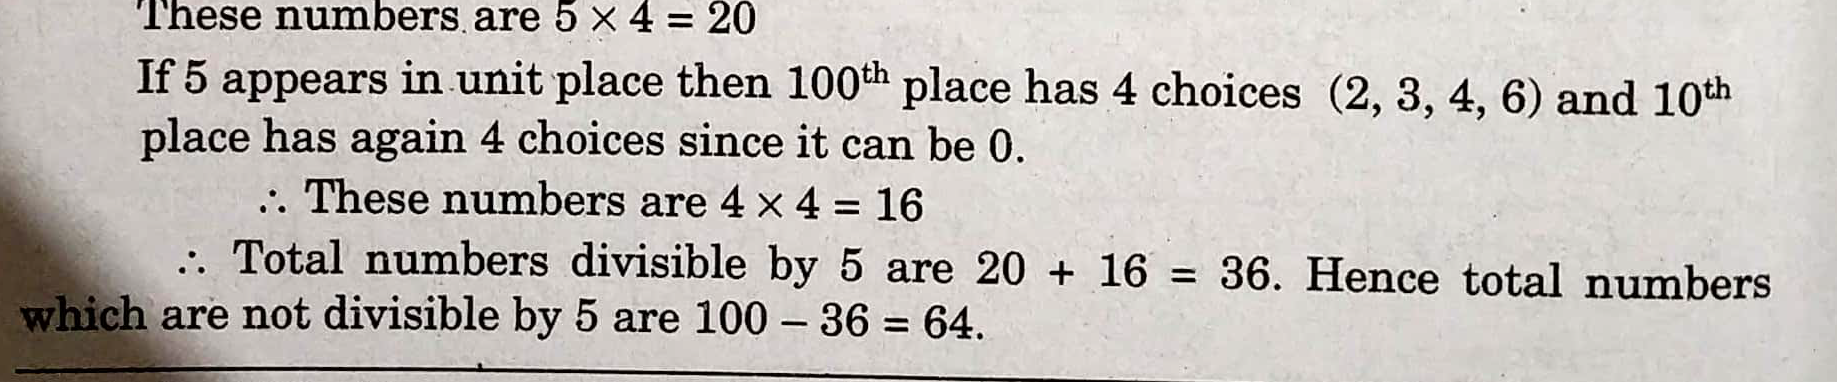 These numbers are 5 × 4 = 20
If 5 appears in unit place then 100th place has 4 choices (2, 3, 4, 6) and 10th
place has again 4 choices since it can be 0.
∴ These numbers are 4 × 4 = 16
∴ Total numbers divisible by 5 are 20 + 16 = 36. Hence total numbers
which are not divisible by 5 are 100 – 36 = 64.